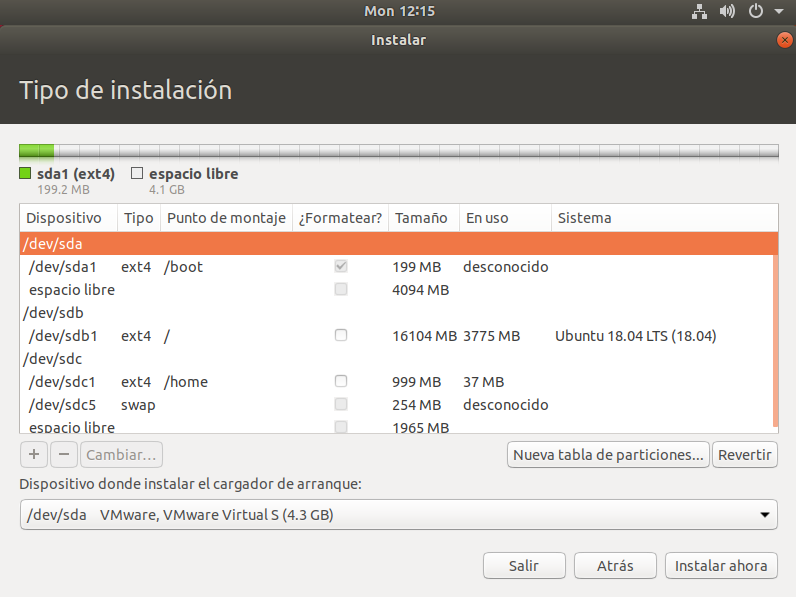 Mon 12:15
Instalar
Tipo de instalación
sda1 (ext4) espacio libre
199.2 MB 4.1 GB
Dispositivo Tipo Punto de montaje ¿Formatear? Tamaño En uso Sistema
/dev/sda
/dev/sda1 ext4 /boot 199 MB desconocido
espacio libre 4094 MB
/dev/sdb
/dev/sdb1 ext4 / 16104 MB 3775 MB Ubuntu 18.04 LTS (18.04)
/dev/sdc
/dev/sdc1 ext4 /home 999 MB 37 MB
/dev/sdc5 swap 254 MB desconocido
espacio libre 1965 MB
+ − Cambiar... Nueva tabla de particiones... Revertir
Dispositivo donde instalar el cargador de arranque:
/dev/sda VMware, VMware Virtual S (4.3 GB)
Salir Atrás Instalar ahora